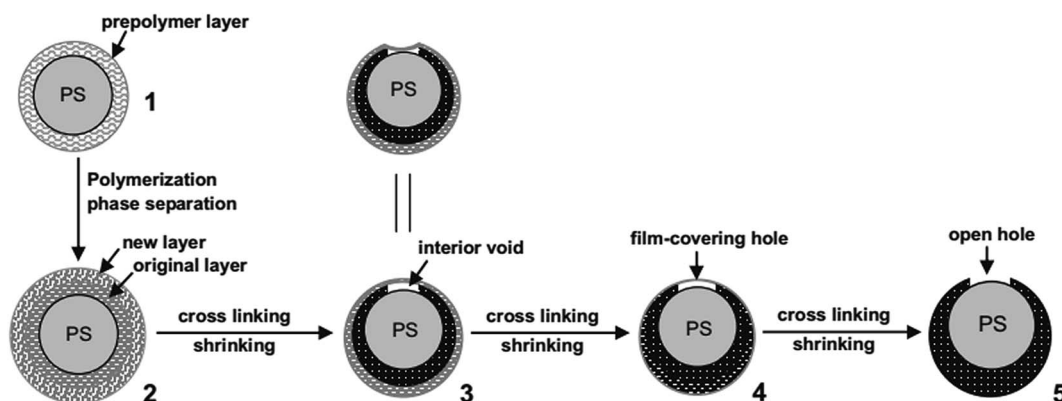 prepolymer layer
PS
1
PS
Polymerization
phase separation
new layer
original layer
PS
2
cross linking
shrinking
interior void
PS
3
cross linking
shrinking
film-covering hole
PS
4
cross linking
shrinking
open hole
PS
5